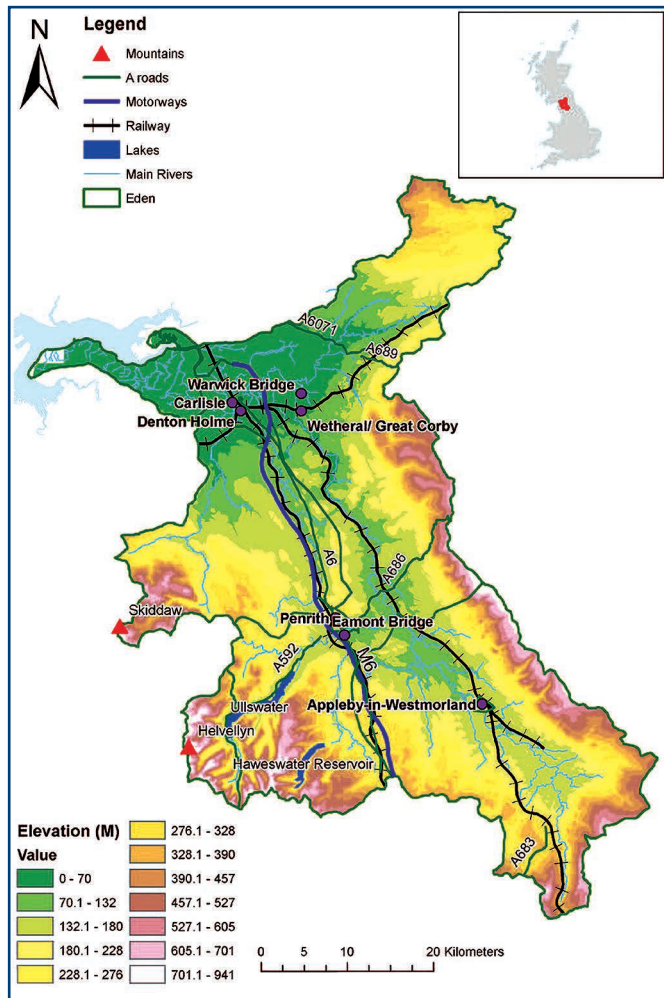 N
Legend
Mountains
A roads
Motorways
Railway
Lakes
Main Rivers
Eden
A6071
A689
Warwick Bridge
Carlisle
Denton Holme
Wetheral/ Great Corby
A6
A686
Skiddaw
Penrith
Eamont Bridge
A592
M6
Ullswater
Appleby-in-Westmorland
Helvellyn
Haweswater Reservoir
A683
Elevation (M)
Value
0 - 70
70.1 - 132
132.1 - 180
180.1 - 228
228.1 - 276
276.1 - 328
328.1 - 390
390.1 - 457
457.1 - 527
527.1 - 605
605.1 - 701
701.1 - 941
0 5 10 20 Kilometers